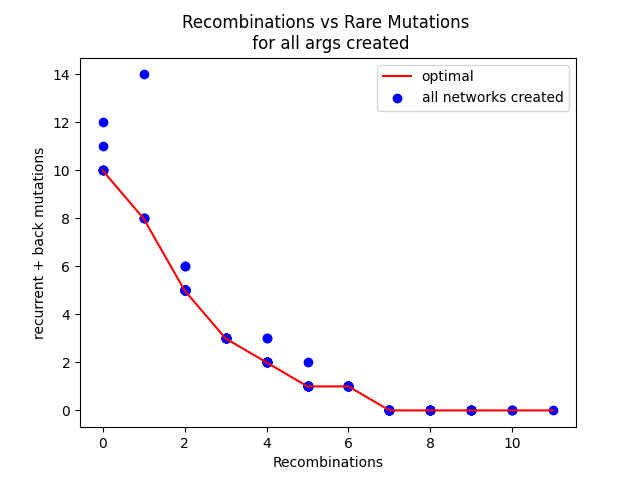 Recombinations vs Rare Mutations
for all args created
optimal
all networks created
14
12
10
8
6
4
2
0
recurrent + back mutations
0 2 4 6 8 10
Recombinations